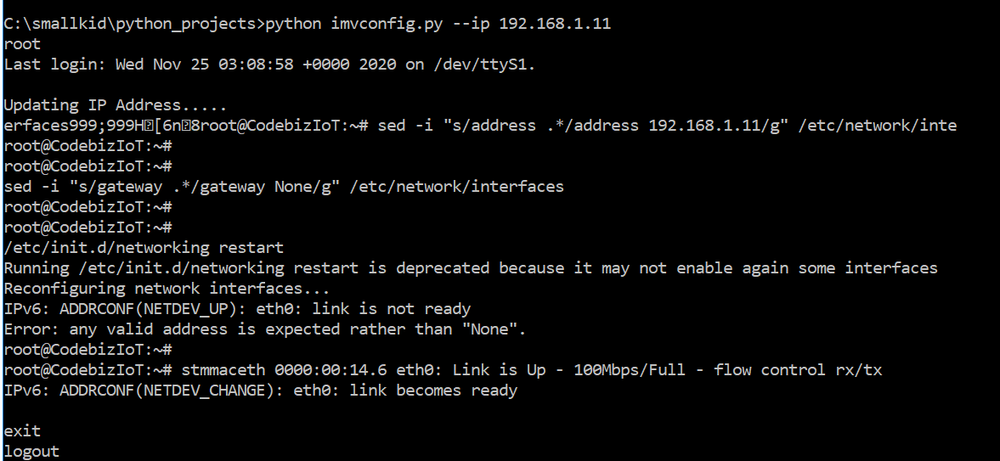 C:\smallkid\python_projects>python imvconfig.py --ip 192.168.1.11
root
Last login: Wed Nov 25 03:08:58 +0000 2020 on /dev/ttyS1.
Updating IP Address.....
erfaces999;999H␛[6n␛8root@CodebizIoT:~# sed -i "s/address .*/address 192.168.1.11/g" /etc/network/inte
root@CodebizIoT:~#
root@CodebizIoT:~#
sed -i "s/gateway .*/gateway None/g" /etc/network/interfaces
root@CodebizIoT:~#
root@CodebizIoT:~#
/etc/init.d/networking restart
Running /etc/init.d/networking restart is deprecated because it may not enable again some interfaces
Reconfiguring network interfaces...
IPv6: ADDRCONF(NETDEV_UP): eth0: link is not ready
Error: any valid address is expected rather than "None".
root@CodebizIoT:~#
root@CodebizIoT:~# stmmaceth 0000:00:14.6 eth0: Link is Up - 100Mbps/Full - flow control rx/tx
IPv6: ADDRCONF(NETDEV_CHANGE): eth0: link becomes ready
exit
logout